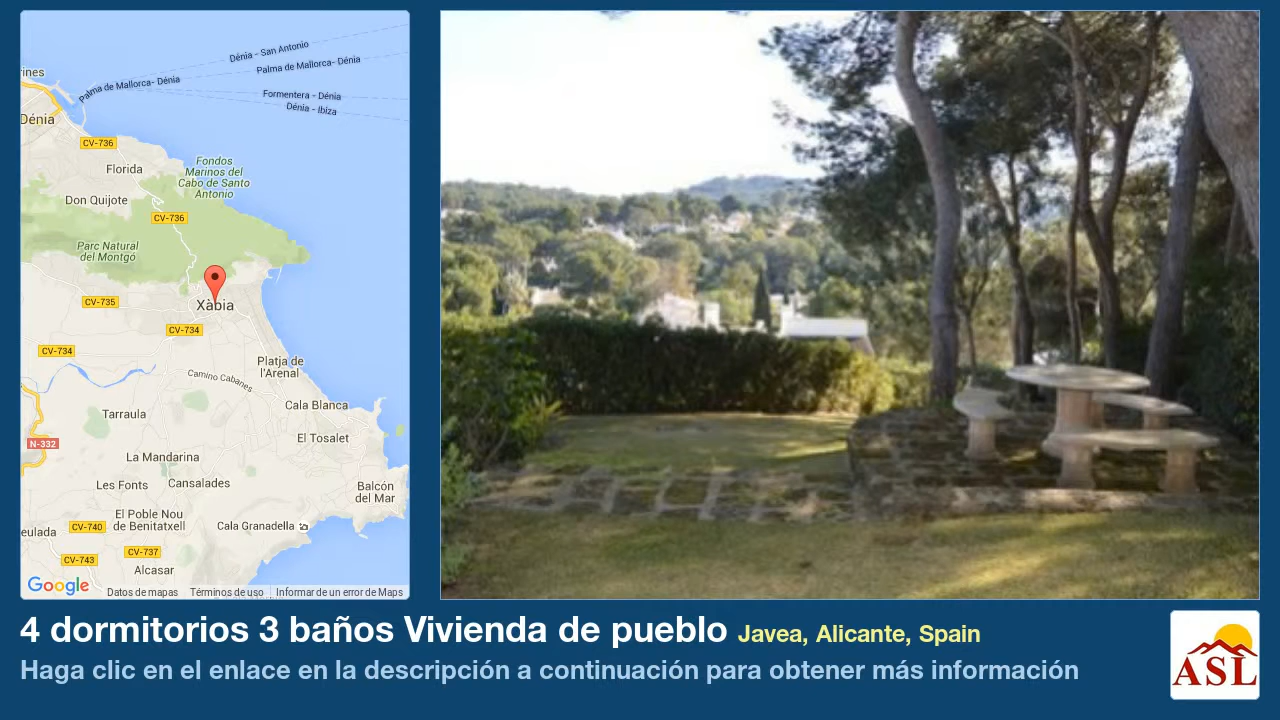 Dénia - San Antonio
Palma de Mallorca- Dénia
Palma de Mallorca- Dénia
Formentera - Dénia
Dénia - Ibiza
ines
Dénia
CV-736
Florida
Fondos
Marinos del
Cabo de Santo
Antonio
Don Quijote
CV-736
Parc Natural
del Montgó
CV-735
Xàbia
CV-734
CV-734
Platja de
l'Arenal
Camino Cabanes
Cala Blanca
Tarraula
El Tosalet
N-332
La Mandarina
Les Fonts
Cansalades
Balcón
del Mar
El Poble Nou
de Benitatxell
CV-740
Cala Granadella
eulada
CV-737
CV-743
Alcasar
Google
Datos de mapas
Términos de uso
Informar de un error de Maps
4 dormitorios 3 baños Vivienda de pueblo Javea, Alicante, Spain
Haga clic en el enlace en la descripción a continuación para obtener más información
ASL